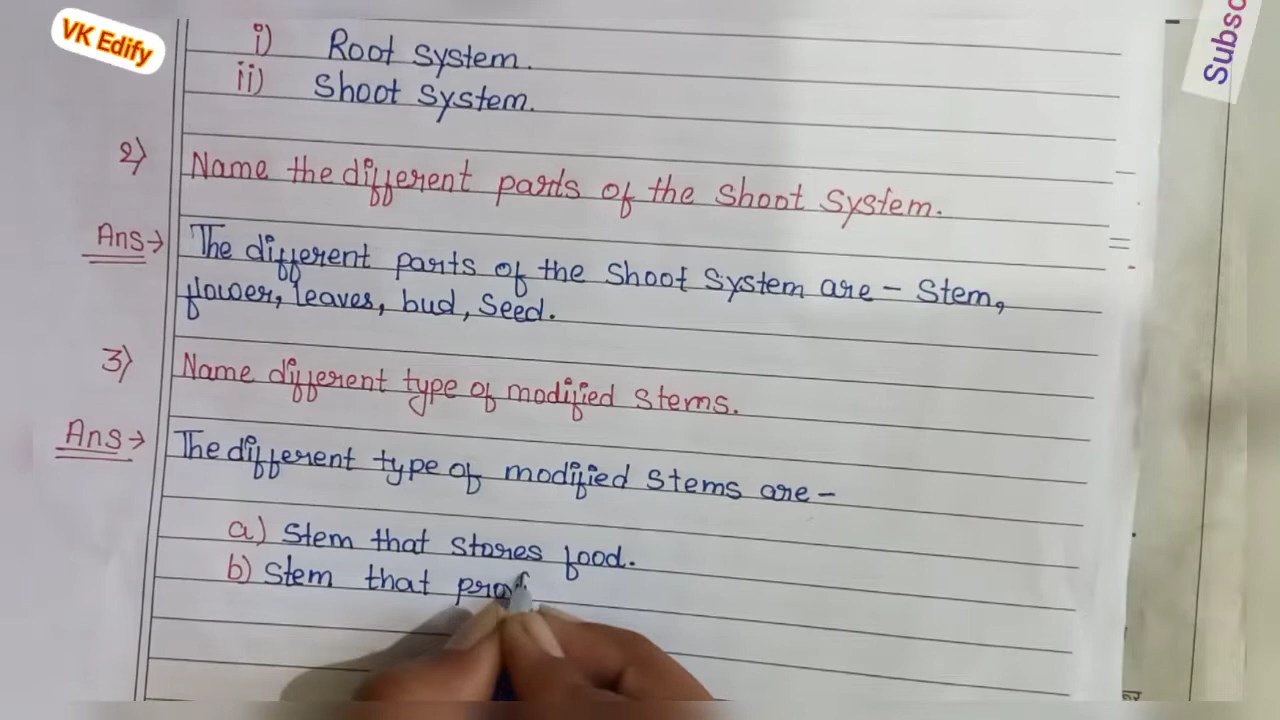 VK Edify
Subsc
i) Root System.
ii) Shoot System.
2) Name the different parts of the Shoot System.
Ans→ The different parts of the Shoot System are - Stem,
flower, leaves, bud, Seed.
3) Name different type of modified stems.
Ans→ The different type of modified Stems are -
a) Stem that stores food.
b) Stem that pro